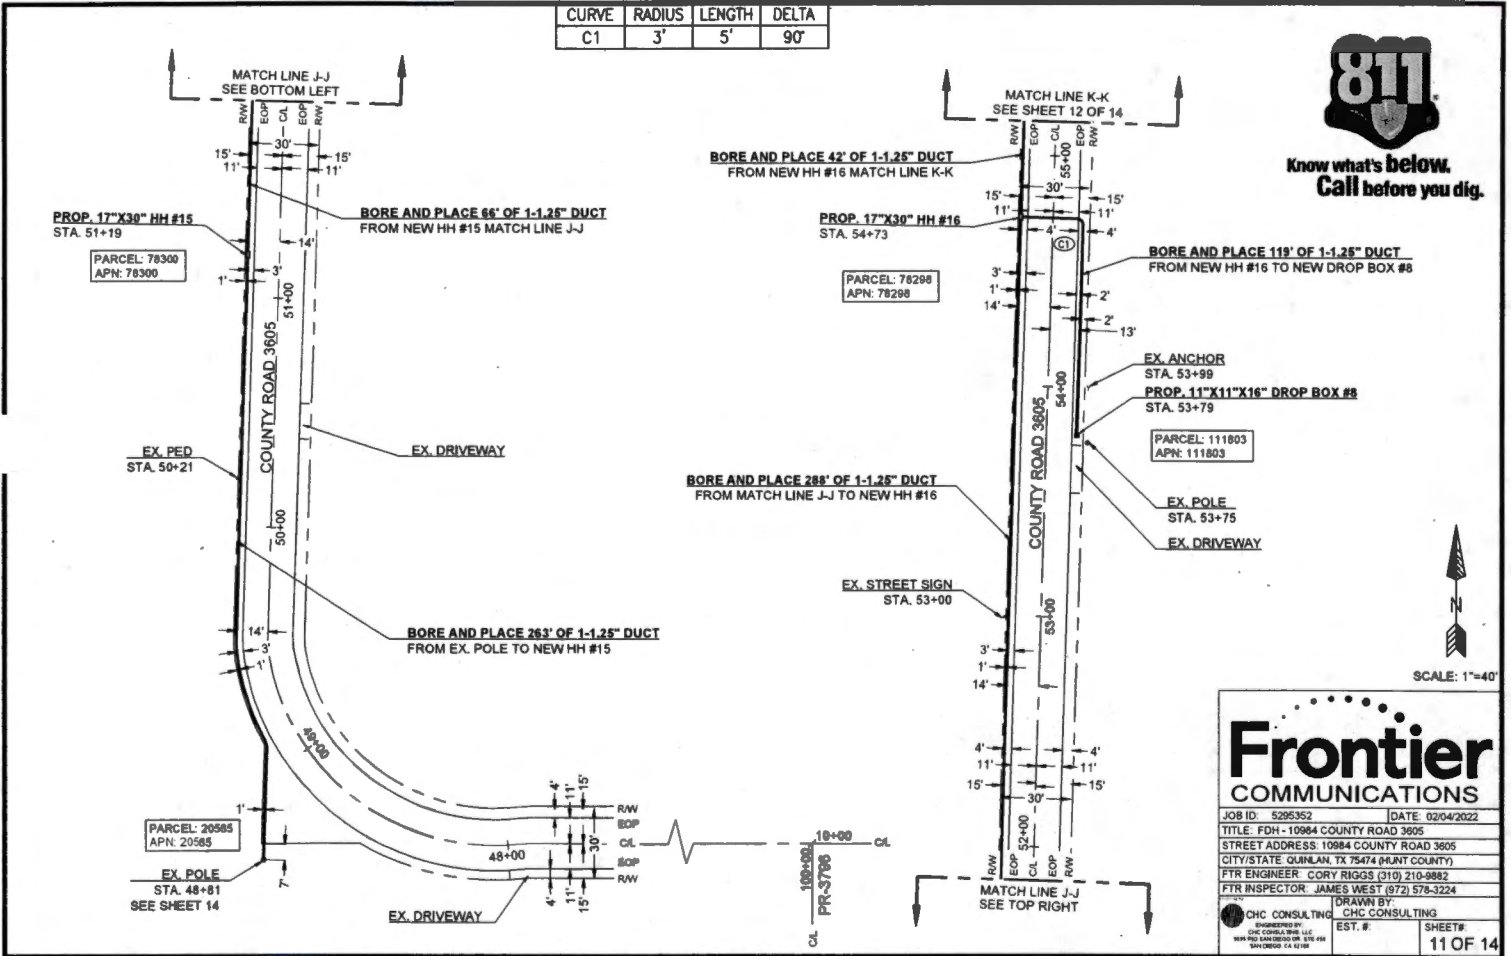 CURVE RADIUS LENGTH DELTA
C1 3' 5' 90°
MATCH LINE J-J
SEE BOTTOM LEFT
R/W EOP C/L EOP R/W
30'
15' 15'
11' 11'
BORE AND PLACE 66' OF 1-1.25" DUCT
FROM NEW HH #15 MATCH LINE J-J
PROP. 17"X30" HH #15
STA. 51+19
14'
PARCEL: 78300
APN: 78300
3'
1'
51+00
COUNTY ROAD 3605
EX. DRIVEWAY
EX. PED
STA. 50+21
50+00
14'
3'
1'
BORE AND PLACE 263' OF 1-1.25" DUCT
FROM EX. POLE TO NEW HH #15
49+00
1'
PARCEL: 20565
APN: 20565
EX. POLE
STA. 48+81
SEE SHEET 14
7'
48+00
EX. DRIVEWAY
4' 11' 15'
R/W
EOP
C/L
EOP
R/W
30'
4' 11' 15'
10+00
C/L
100+00
PR-3796
C/L
MATCH LINE K-K
SEE SHEET 12 OF 14
R/W EOP C/L EOP R/W
55+00
BORE AND PLACE 42' OF 1-1.25" DUCT
FROM NEW HH #16 MATCH LINE K-K
30'
15' 15'
11' 11'
PROP. 17"X30" HH #16
STA. 54+73
4' 4'
C1
BORE AND PLACE 119' OF 1-1.25" DUCT
FROM NEW HH #16 TO NEW DROP BOX #8
PARCEL: 78298
APN: 78298
3'
1'
14'
2'
2'
13'
EX. ANCHOR
STA. 53+99
PROP. 11"X11"X16" DROP BOX #8
STA. 53+79
54+00
COUNTY ROAD 3605
PARCEL: 111803
APN: 111803
BORE AND PLACE 288' OF 1-1.25" DUCT
FROM MATCH LINE J-J TO NEW HH #16
EX. POLE
STA. 53+75
EX. DRIVEWAY
EX. STREET SIGN
STA. 53+00
53+00
3'
1'
14'
4' 4'
11' 11'
15' 15'
30'
52+00
R/W EOP C/L EOP R/W
MATCH LINE J-J
SEE TOP RIGHT
811
Know what's below.
Call before you dig.
N
SCALE: 1"=40'
Frontier
COMMUNICATIONS
JOB ID: 5295352 DATE: 02/04/2022
TITLE: FDH - 10984 COUNTY ROAD 3605
STREET ADDRESS: 10984 COUNTY ROAD 3605
CITY/STATE: QUINLAN, TX 75474 (HUNT COUNTY)
FTR ENGINEER: CORY RIGGS (310) 210-9882
FTR INSPECTOR: JAMES WEST (972) 578-3224
CHC CONSULTING
ENGINEERED BY:
CHC CONSULTING, LLC
SAN DIEGO, CA
DRAWN BY:
CHC CONSULTING
EST. #:
SHEET#:
11 OF 14